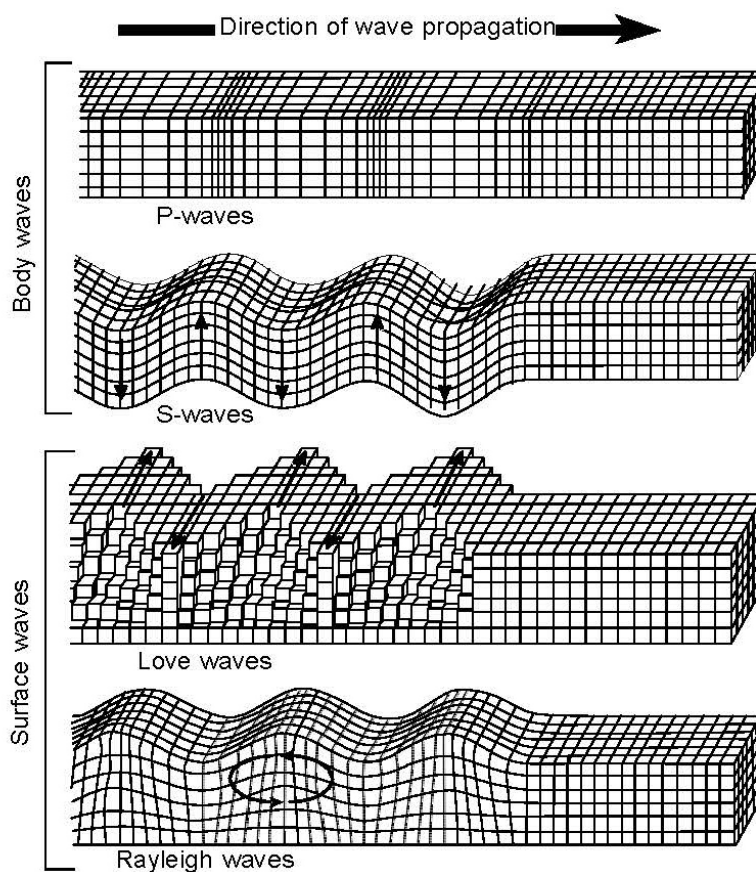 Direction of wave propagation
Body waves
P-waves
S-waves
Surface waves
Love waves
Rayleigh waves